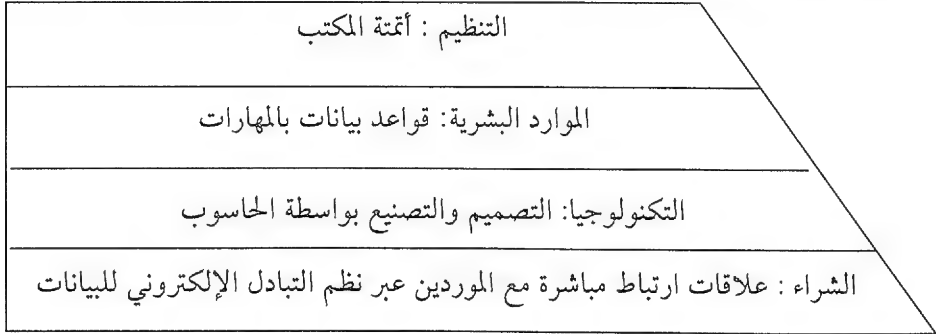 التنظيم : أتمتة المكتب
الموارد البشرية: قواعد بيانات بالمهارات
التكنولوجيا: التصميم والتصنيع بواسطة الحاسوب
الشراء : علاقات ارتباط مباشرة مع الموردين عبر نظم التبادل الإلكتروني للبيانات